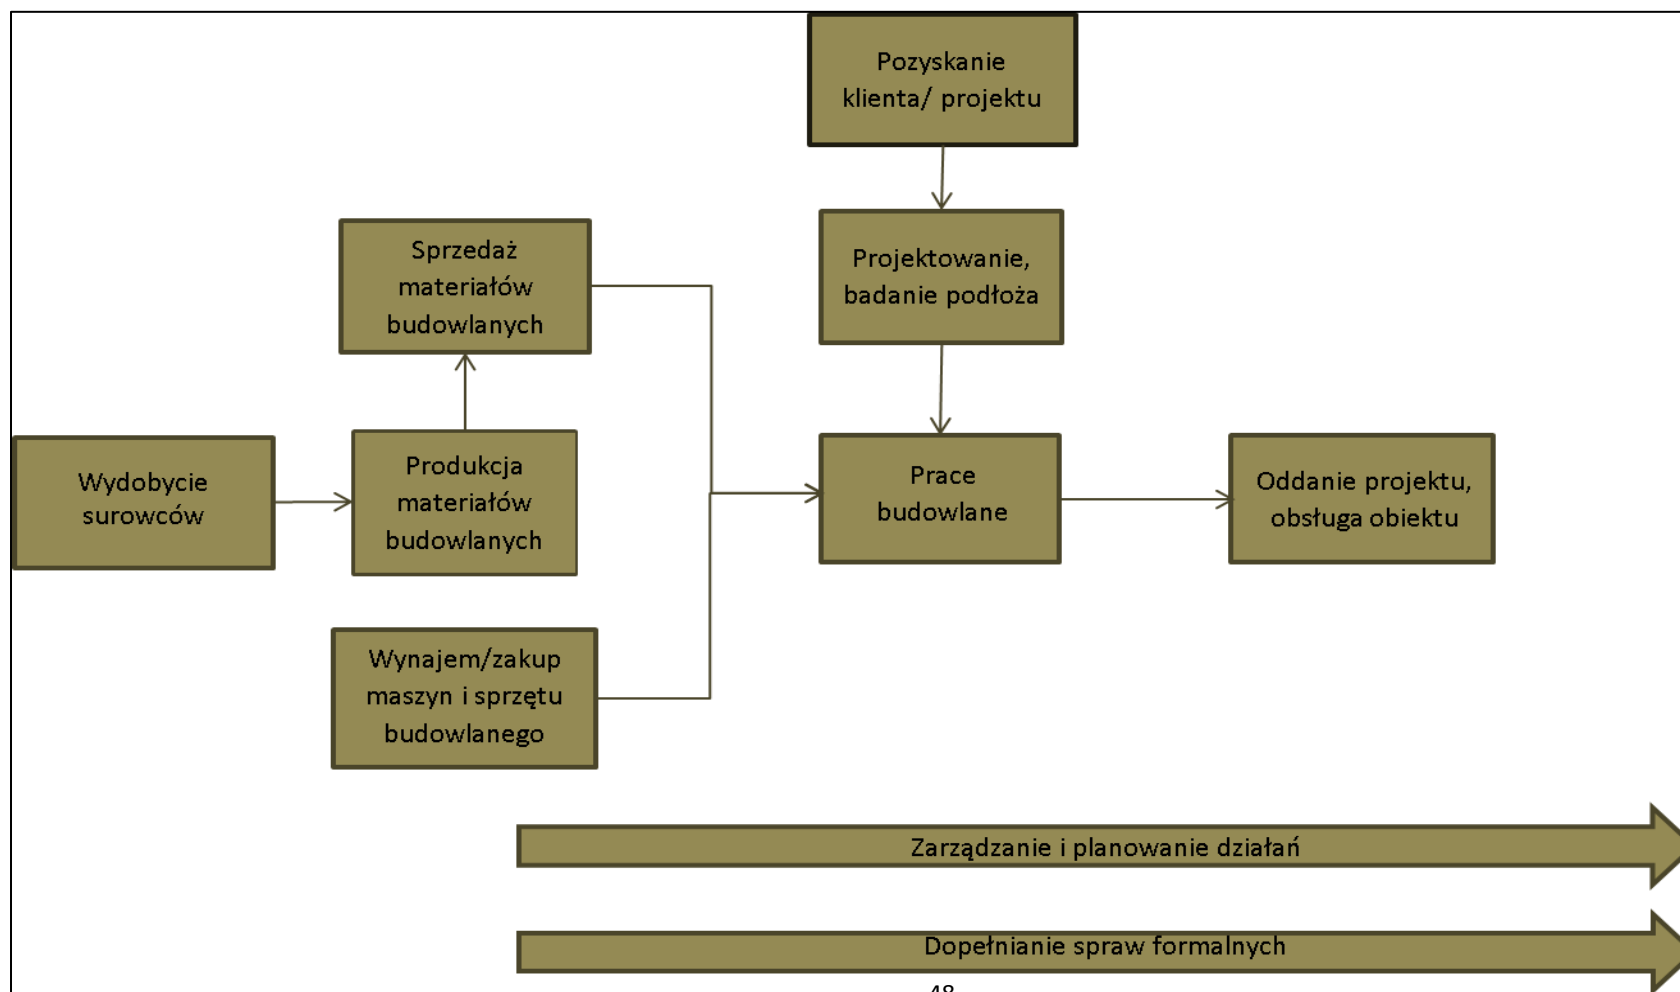 Pozyskanie
klienta/ projektu
Projektowanie,
badanie podłoża
Sprzedaż
materiałów
budowlanych
Wydobycie
surowców
Produkcja
materiałów
budowlanych
Prace
budowlane
Oddanie projektu,
obsługa obiektu
Wynajem/zakup
maszyn i sprzętu
budowlanego
Zarządzanie i planowanie działań
Dopełnianie spraw formalnych
48